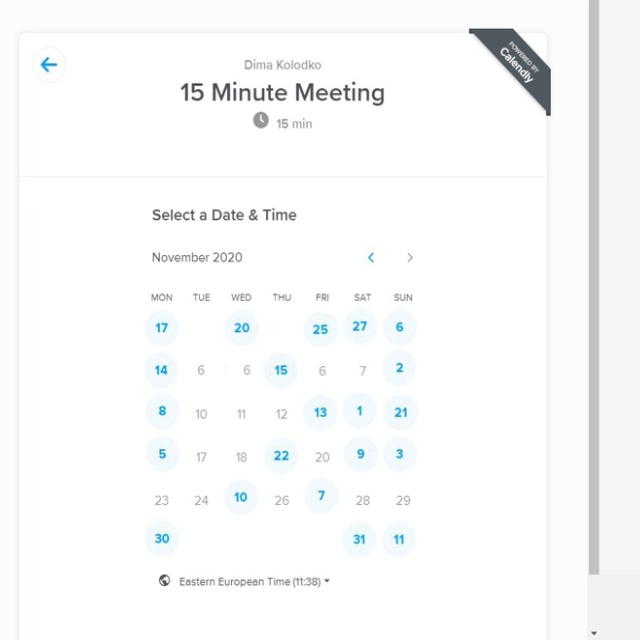 POWERED BY
Calendly
Dima Kolodko
15 Minute Meeting
15 min
Select a Date & Time
November 2020
MON TUE WED THU FRI SAT SUN
17 20 25 27 6
14 6 6 15 6 7 2
8 10 11 12 13 1 21
5 17 18 22 20 9 3
23 24 10 26 7 28 29
30 31 11
Eastern European Time (11:38)